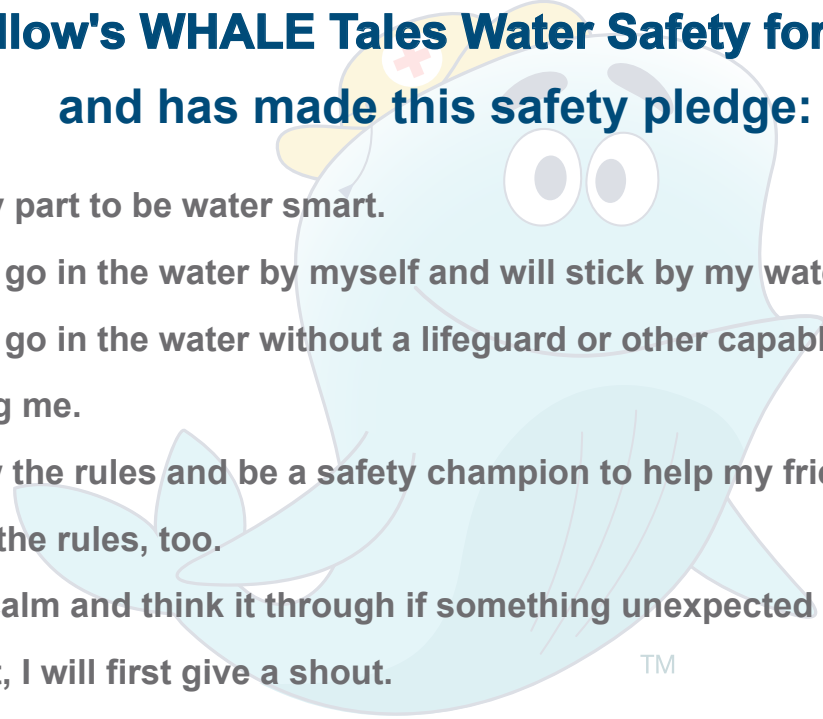 llow's WHALE Tales Water Safety for
and has made this safety pledge:
y part to be water smart.
go in the water by myself and will stick by my wat
go in the water without a lifeguard or other capabl
g me.
y the rules and be a safety champion to help my frie
the rules, too.
alm and think it through if something unexpected
t, I will first give a shout.
TM